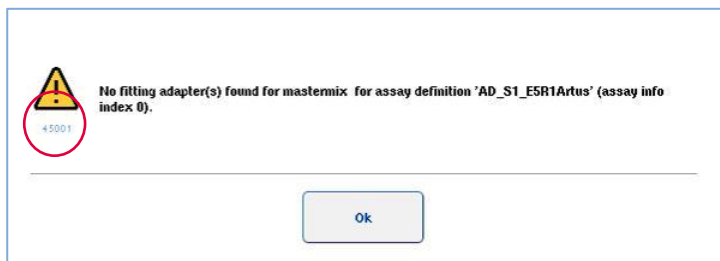 No fitting adapter(s) found for mastermix for assay definition 'AD_S1_E5R1Artus' (assay info
index 0).
45001
Ok